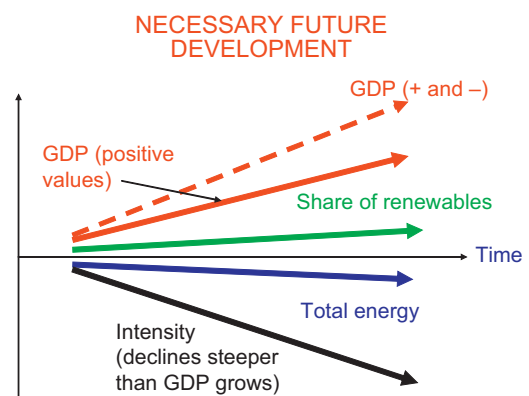 NECESSARY FUTURE
DEVELOPMENT
GDP (+ and –)
GDP (positive
values)
Share of renewables
Time
Total energy
Intensity
(declines steeper
than GDP grows)